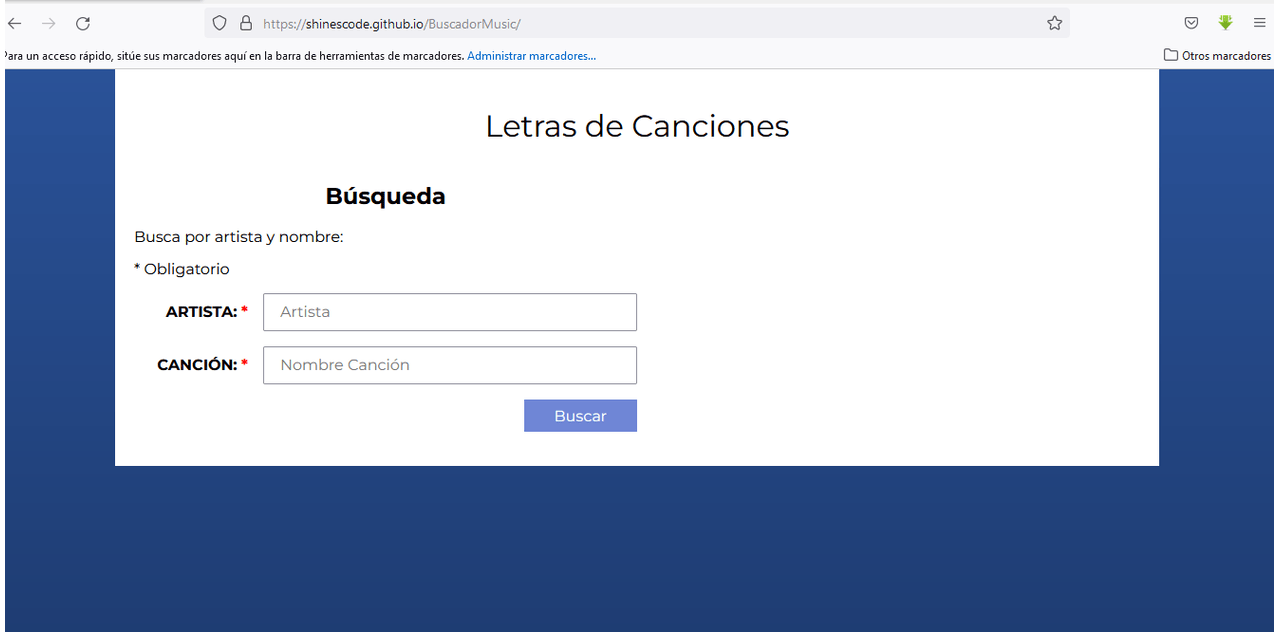 https://shinescode.github.io/BuscadorMusic/
Para un acceso rápido, sitúe sus marcadores aquí en la barra de herramientas de marcadores. Administrar marcadores...
Otros marcadores
Letras de Canciones
Búsqueda
Busca por artista y nombre:
* Obligatorio
ARTISTA: * Artista
CANCIÓN: * Nombre Canción
Buscar